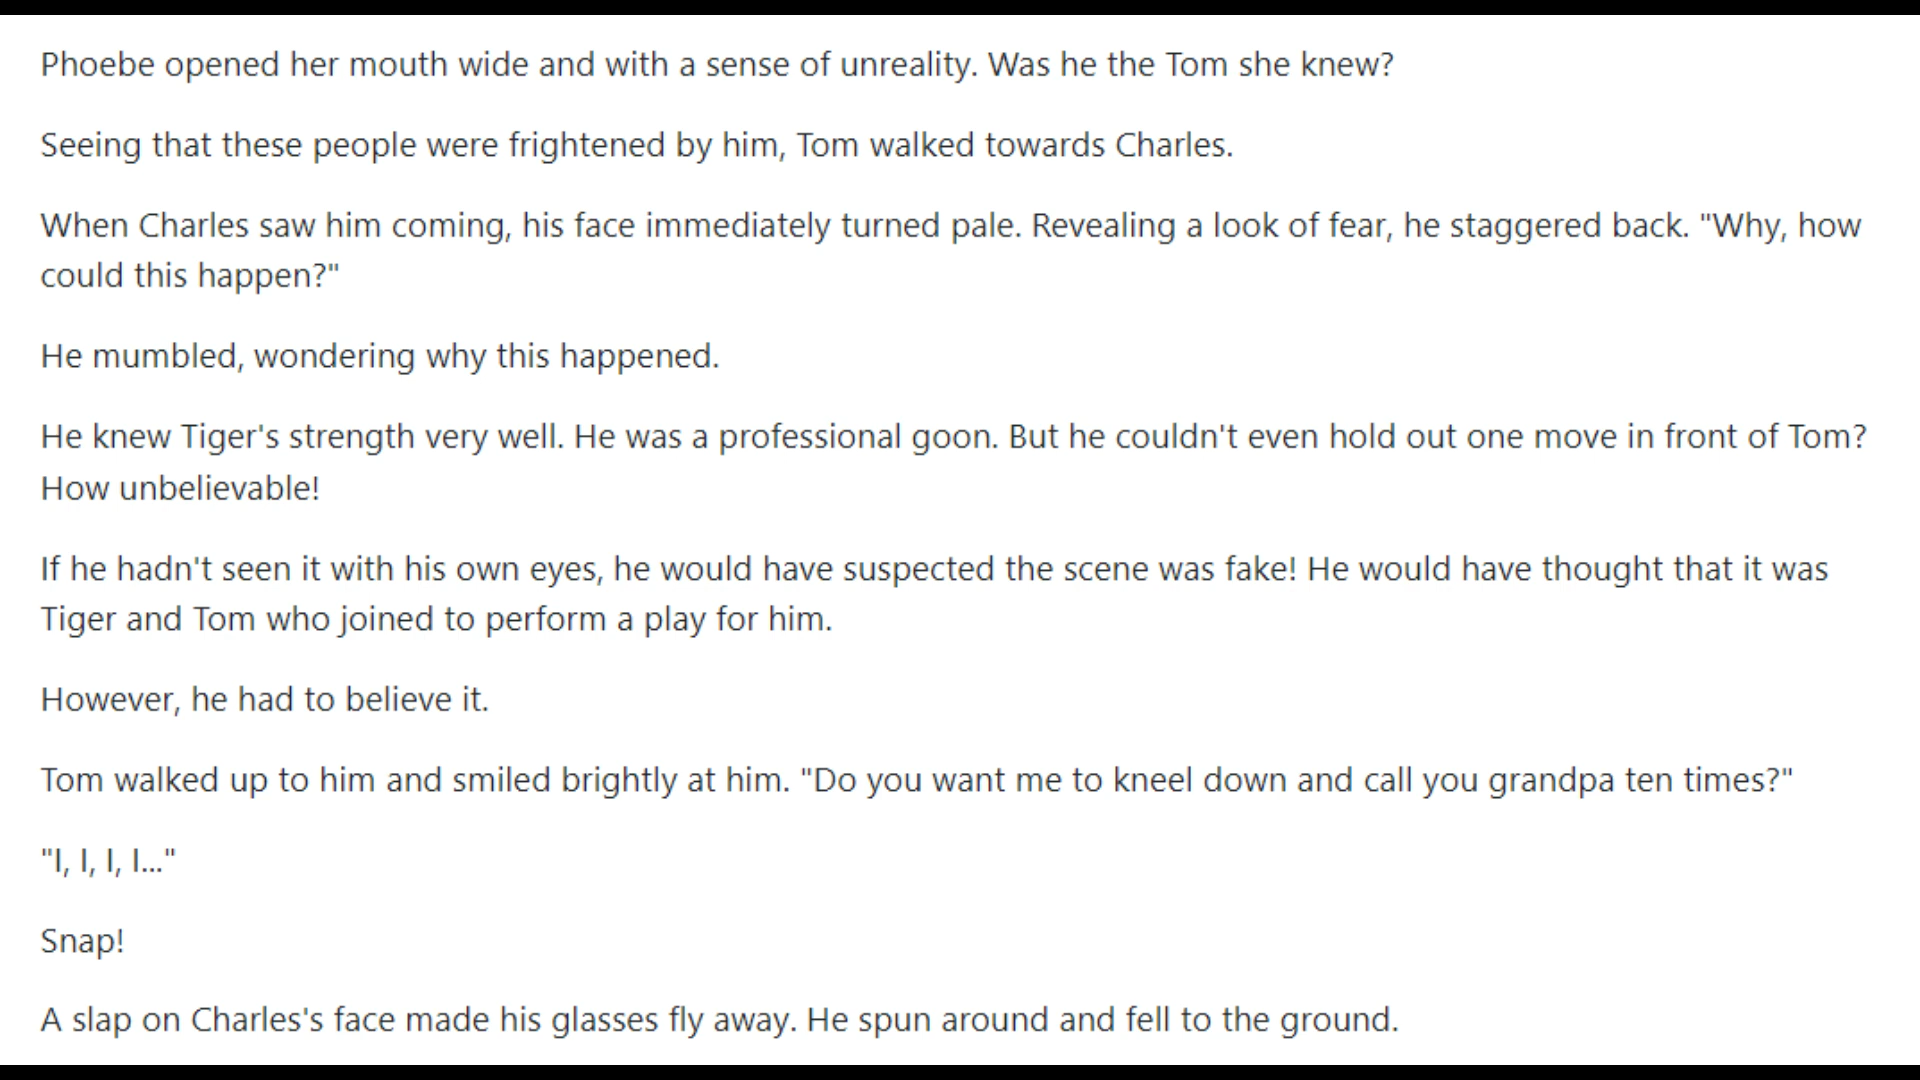 Phoebe opened her mouth wide and with a sense of unreality. Was he the Tom she knew?
Seeing that these people were frightened by him, Tom walked towards Charles.
When Charles saw him coming, his face immediately turned pale. Revealing a look of fear, he staggered back. "Why, how
could this happen?"
He mumbled, wondering why this happened.
He knew Tiger's strength very well. He was a professional goon. But he couldn't even hold out one move in front of Tom?
How unbelievable!
If he hadn't seen it with his own eyes, he would have suspected the scene was fake! He would have thought that it was
Tiger and Tom who joined to perform a play for him.
However, he had to believe it.
Tom walked up to him and smiled brightly at him. "Do you want me to kneel down and call you grandpa ten times?"
"I, I, I, I..."
Snap!
A slap on Charles's face made his glasses fly away. He spun around and fell to the ground.